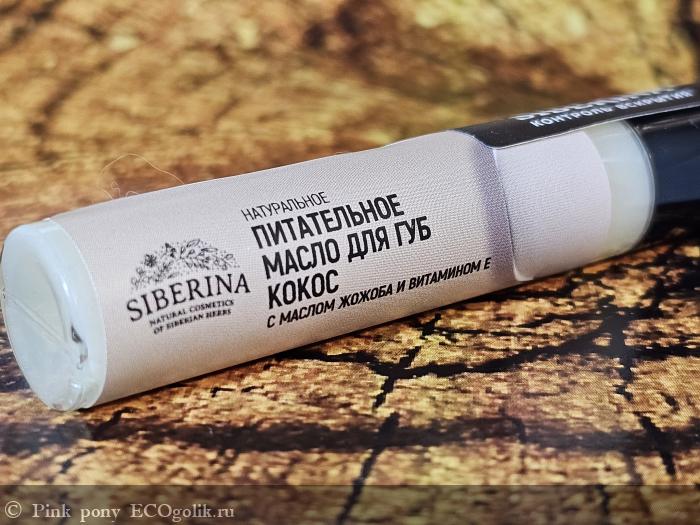 SIBERINA
NATURAL COSMETICS
OF SIBERIAN HERBS
НАТУРАЛЬНОЕ
ПИТАТЕЛЬНОЕ
МАСЛО ДЛЯ ГУБ
КОКОС
С МАСЛОМ ЖОЖОБА И ВИТАМИНОМ Е
КОНТРОЛЬ ВСКРЫТИЯ
© Pink pony ECOgolik.ru